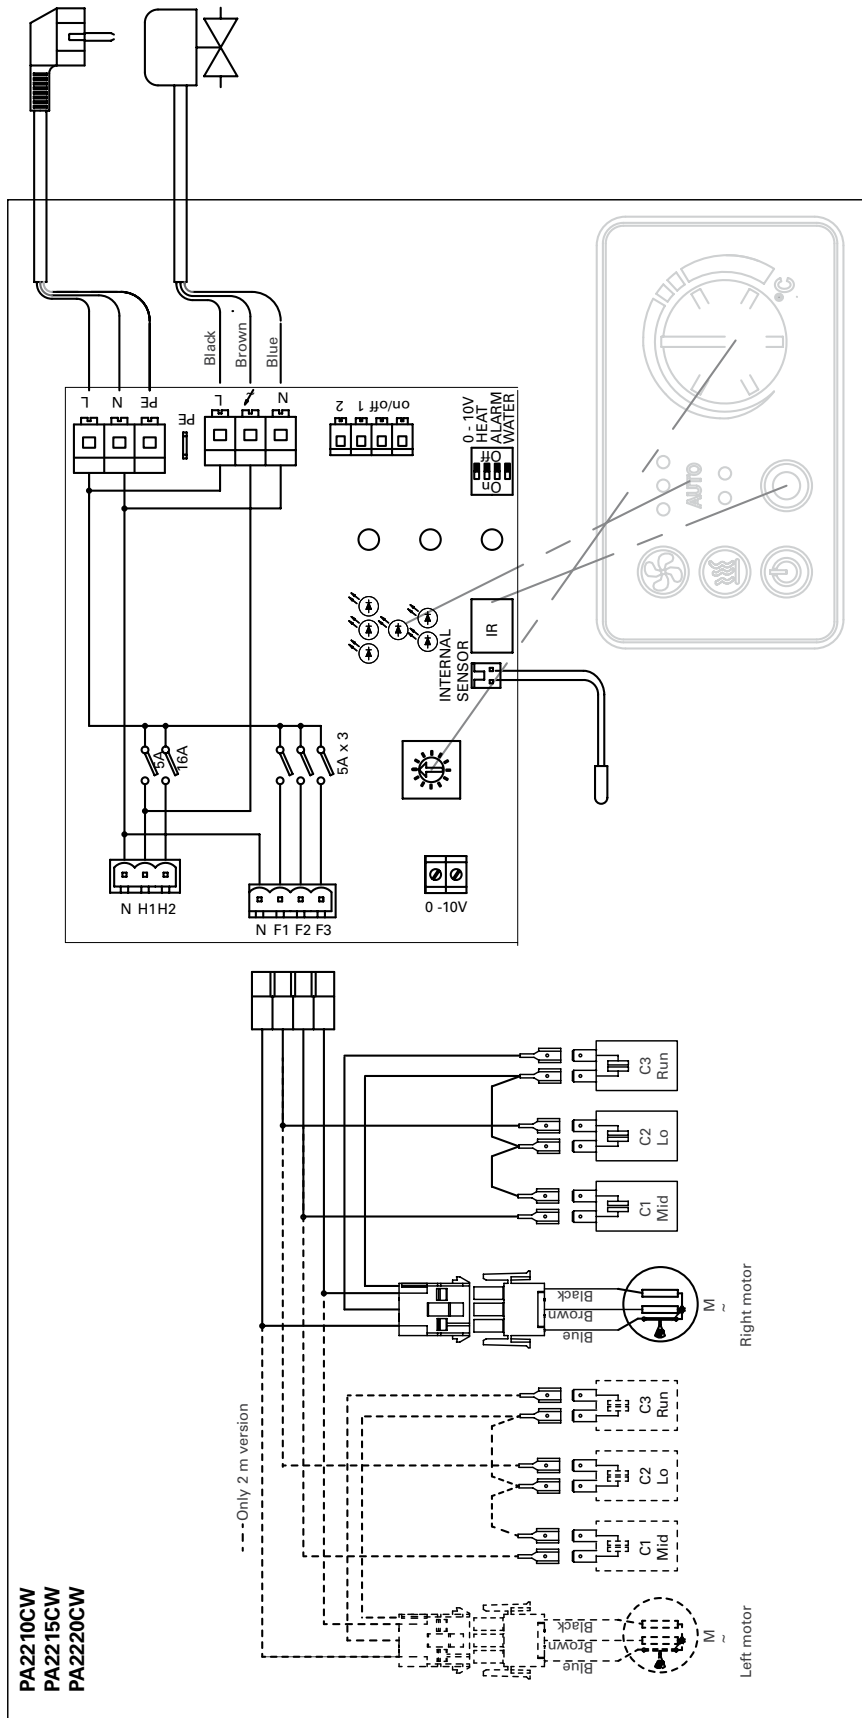 L
N
PE
PE
Black
Brown
Blue
L
N
2
1
on/off
0 - 10V
HEAT
ALARM
WATER
Off
On
°C
AUTO
IR
INTERNAL
SENSOR
5A
16A
5A x 3
N H1 H2
N F1 F2 F3
0 -10V
C3
Run
C2
Lo
C1
Mid
Black
Brown
Blue
M
~
Right motor
Only 2 m version
C3
Run
C2
Lo
C1
Mid
Black
Brown
Blue
M
~
Left motor
PA2210CW
PA2215CW
PA2220CW